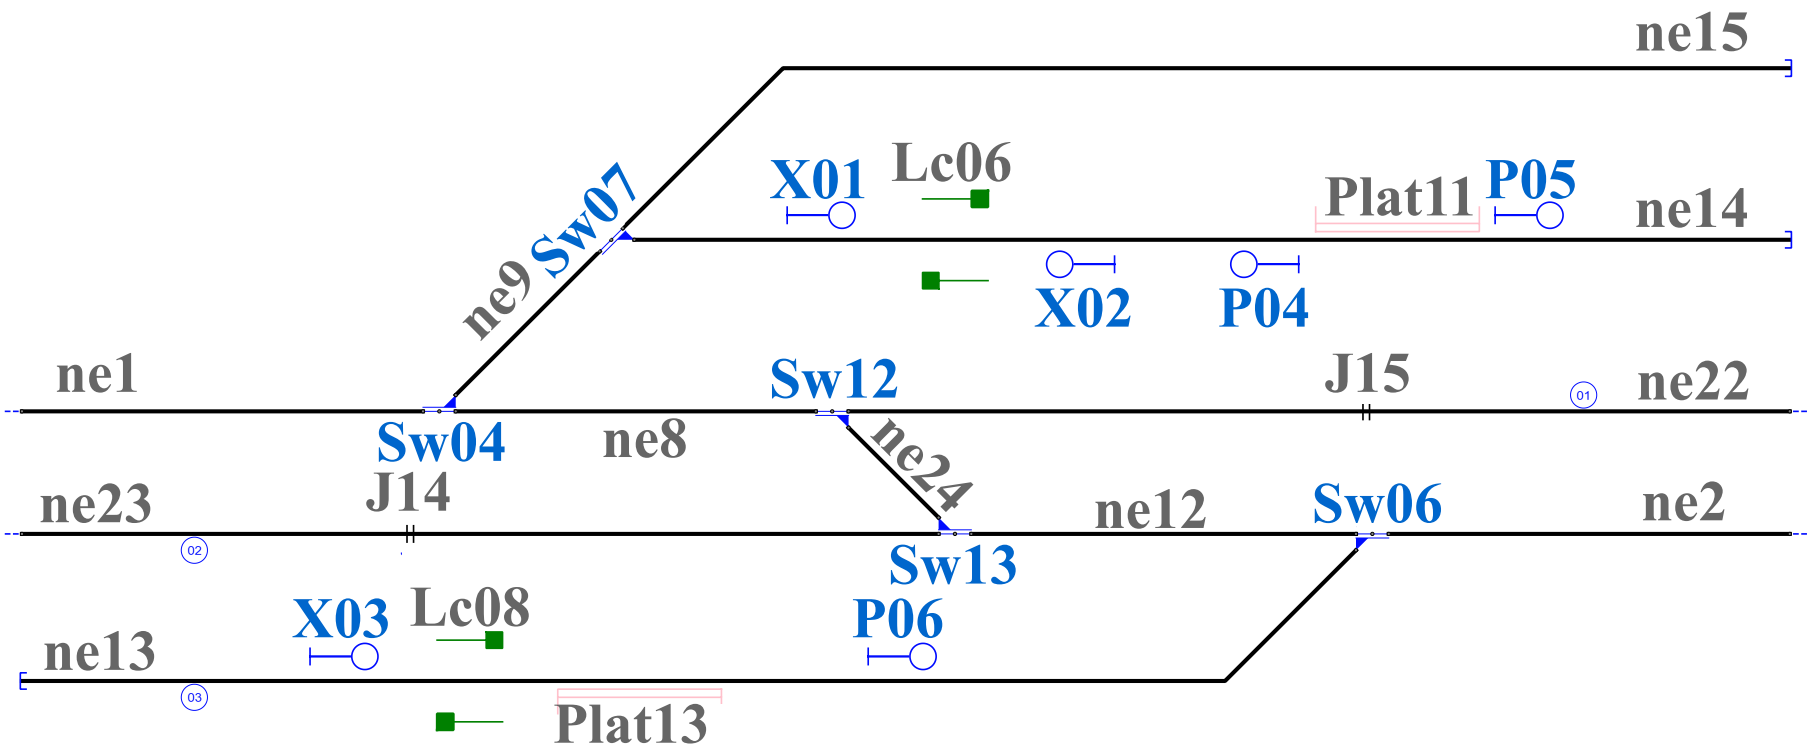 ne15
X01
Lc06
Plat11
P05
ne14
Sw07
ne9
X02
P04
ne1
Sw12
J15
01
ne22
Sw04
ne8
ne24
ne23
J14
ne12
Sw06
ne2
02
Sw13
X03
Lc08
P06
ne13
03
Plat13